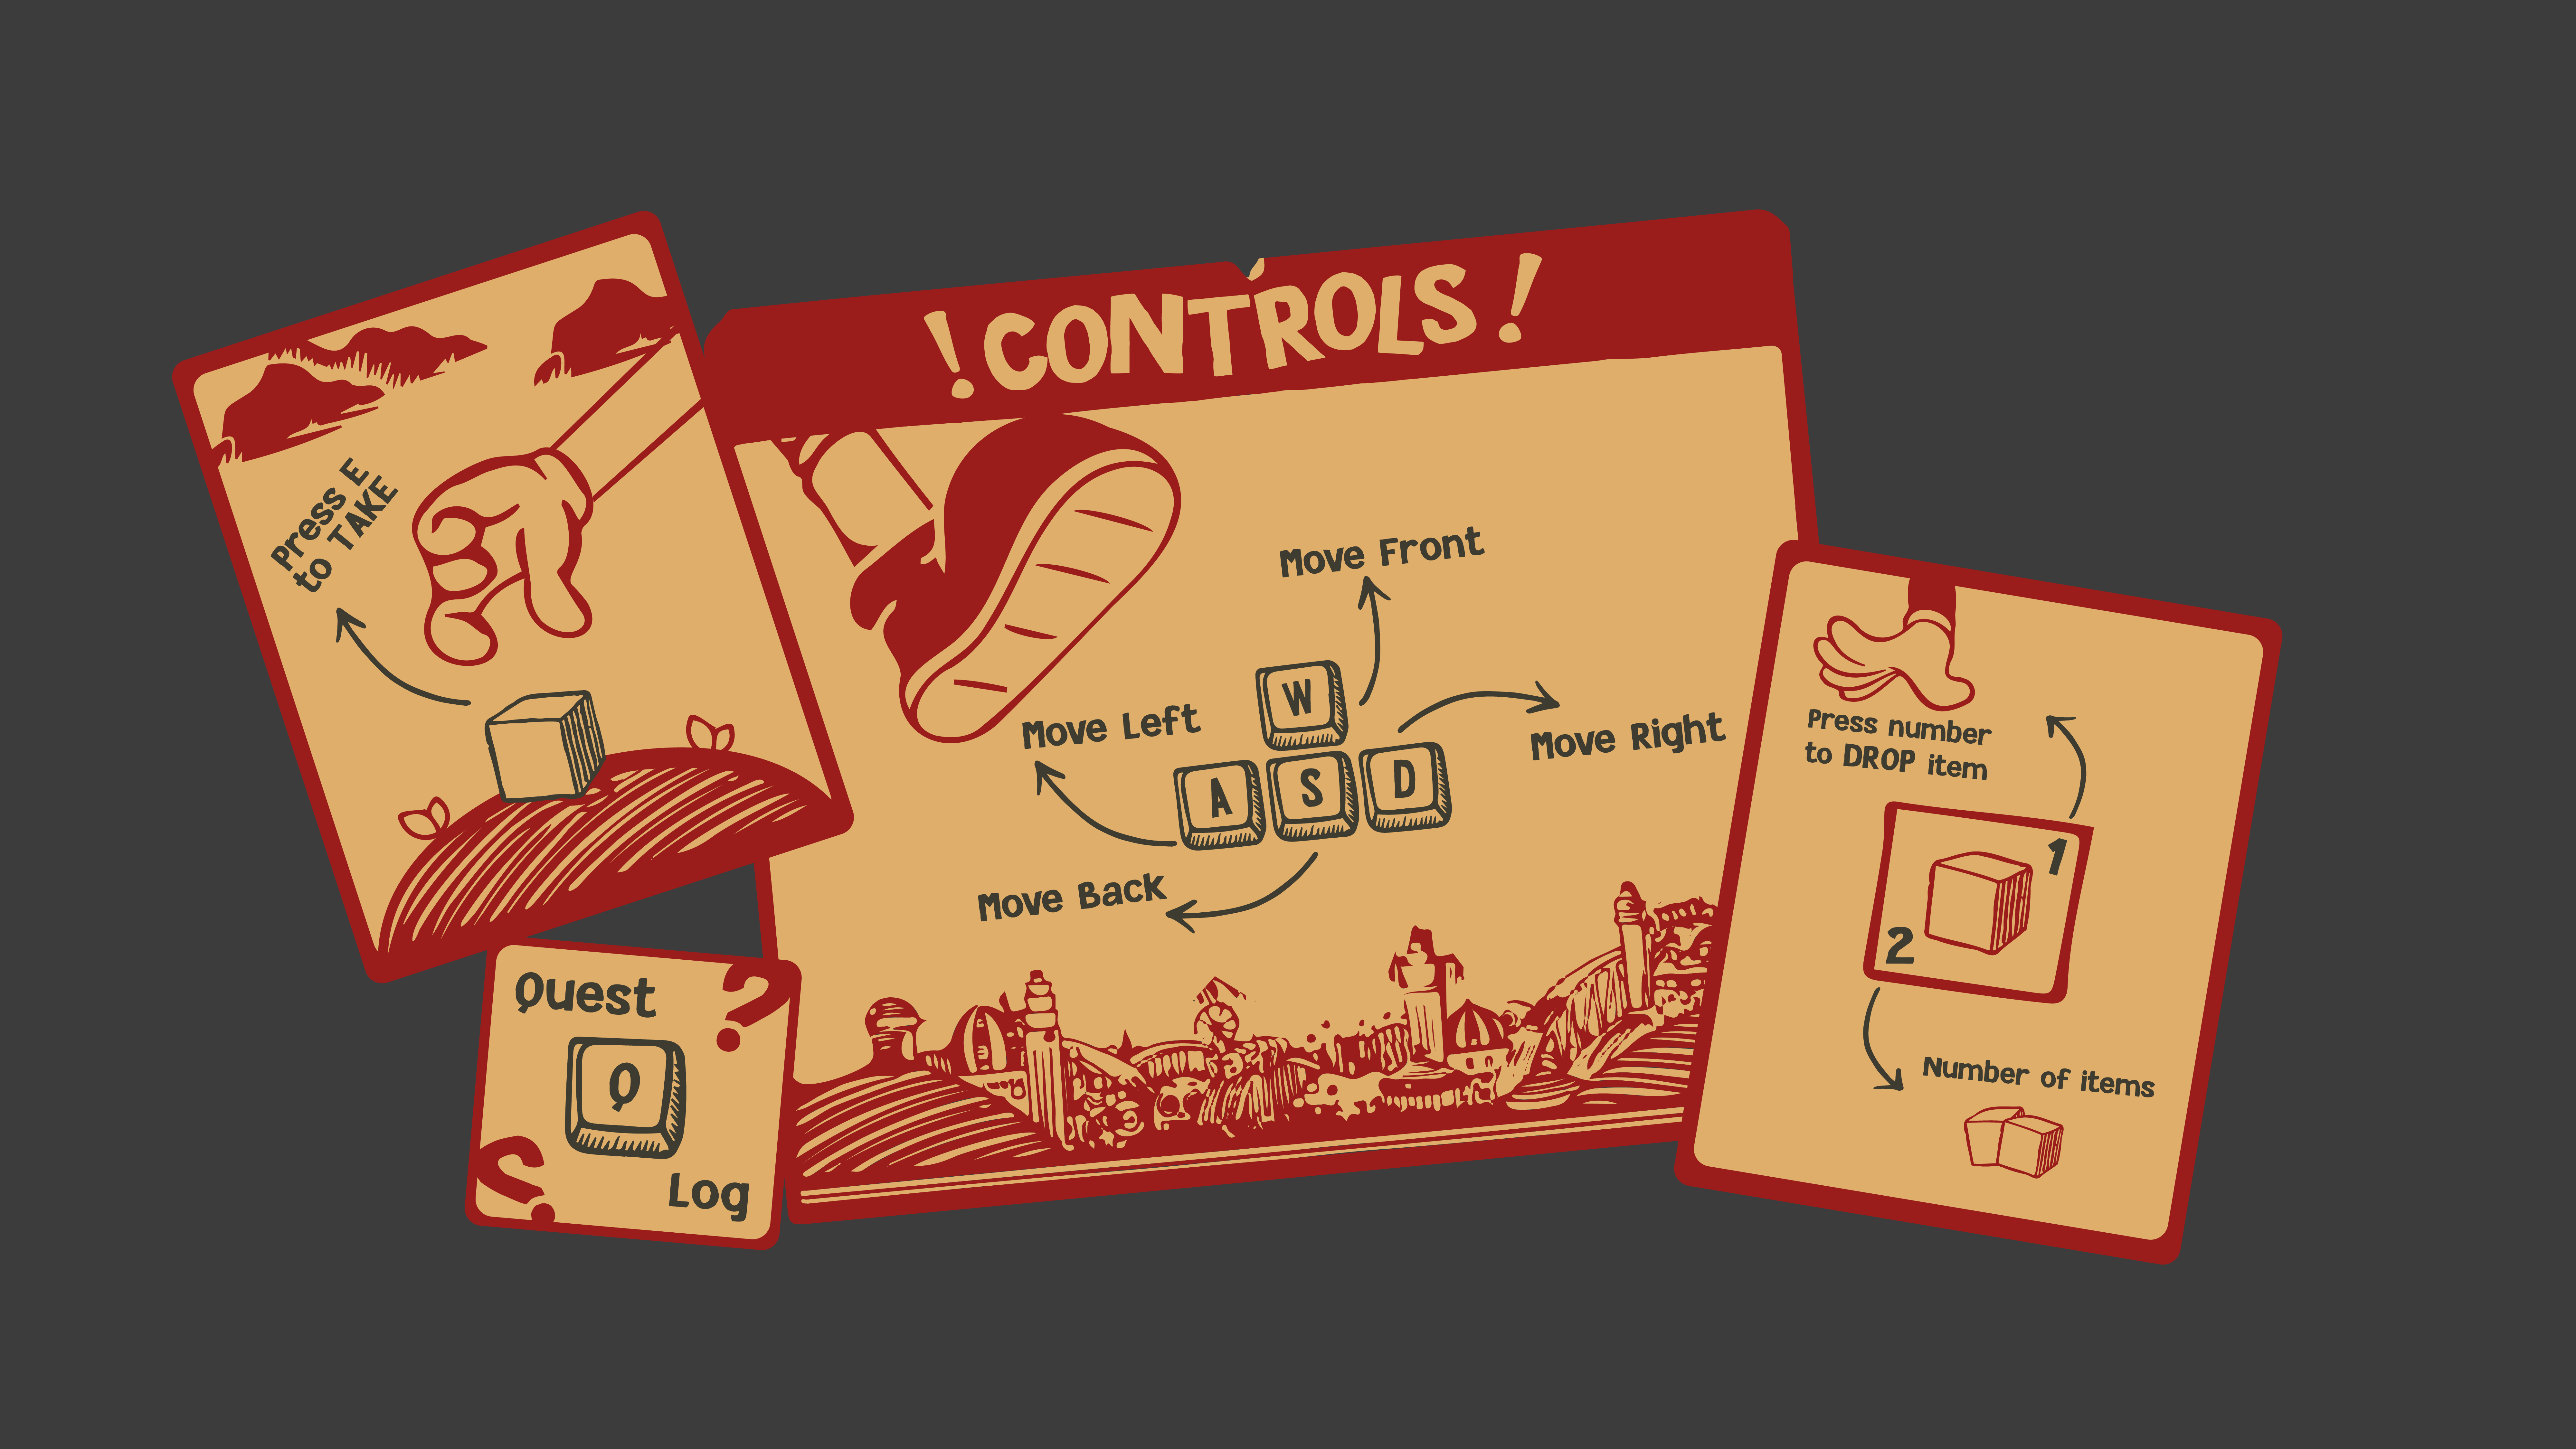 !CONTROLS!
Press E
to TAKE
Move Front
W
Move Left
Move Right
A S D
Move Back
Press number
to DROP item
1
2
Number of items
Quest
?
Q
?
Log